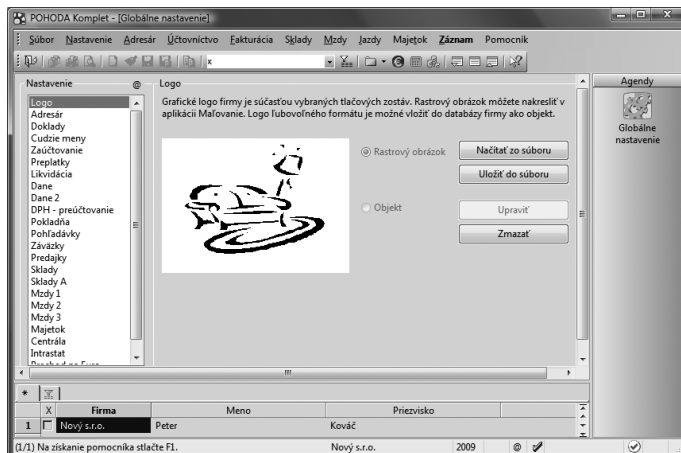 POHODA Komplet - [Globálne nastavenie]
Súbor Nastavenie Adresár Účtovníctvo Fakturácia Sklady Mzdy Jazdy Majetok Záznam Pomocník
x
Nastavenie @
Logo
Adresár
Doklady
Cudzie meny
Zaúčtovanie
Preplatky
Likvidácia
Dane
Dane 2
DPH - preúčtovanie
Pokladňa
Pohľadávky
Záväzky
Predajky
Sklady
Sklady A
Mzdy 1
Mzdy 2
Mzdy 3
Majetok
Centrála
Intrastat
Logo
Grafické logo firmy je súčasťou vybraných tlačových zostáv. Rastrový obrázok môžete nakresliť v
aplikácii Maľovanie. Logo ľubovoľného formátu je možné vložiť do databázy firmy ako objekt.
Rastrový obrázok
Načítať zo súboru
Uložiť do súboru
Objekt
Upraviť
Zmazať
Agendy
Globálne
nastavenie
*
X Firma Meno Priezvisko
1 Nový s.r.o. Peter Kováč
(1/1) Na získanie pomocníka stlačte F1. Nový s.r.o. 2009 @